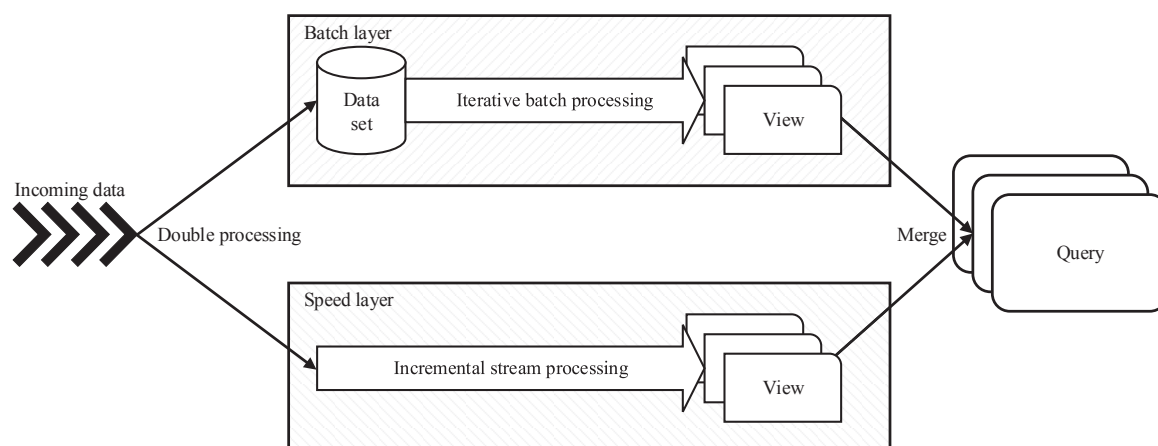 Batch layer
Data
set
Iterative batch processing
View
Incoming data
Double processing
Merge
Query
Speed layer
Incremental stream processing
View